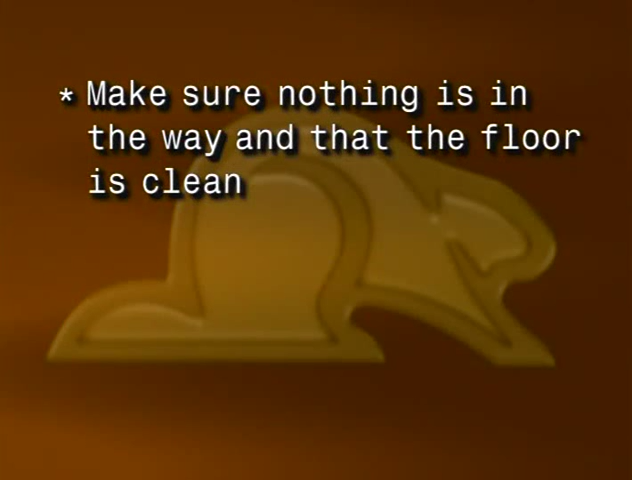 * Make sure nothing is in
the way and that the floor
is clean